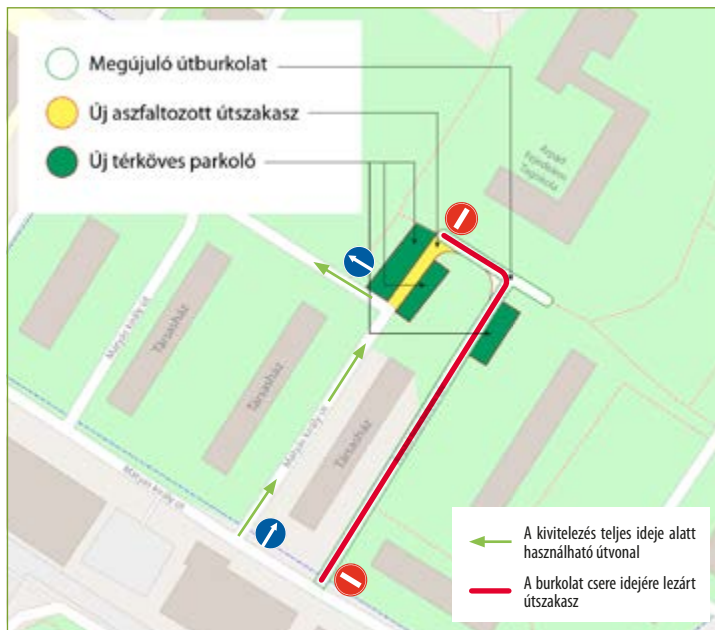 Megújuló útburkolat
Új aszfaltozott útszakasz
Új térköves parkoló
Árpád
Fejedelem
Tagiskola
Mátyás király út
Társasház
Társasház
Mátyás király út
Társasház
Mátyás király út
A kivitelezés teljes ideje alatt
használható útvonal
A burkolat csere idejére lezárt
útszakasz